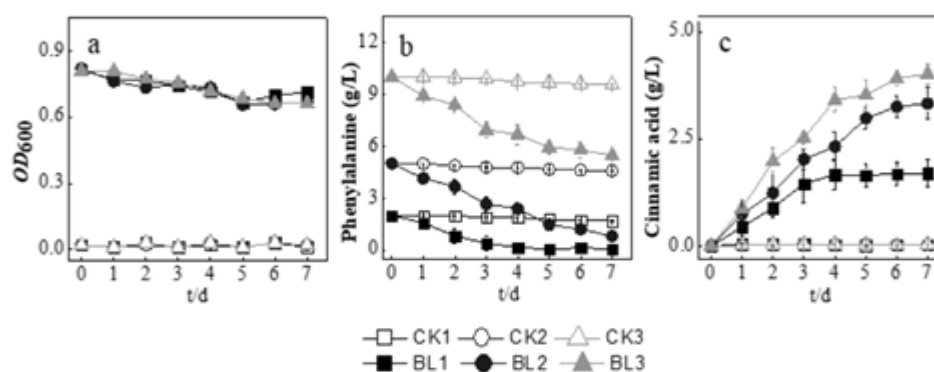 a
OD600
0.9
0.6
0.3
0.0
0 1 2 3 4 5 6 7
t/d
b
Phenylalanine (g/L)
12
9
6
3
0
0 1 2 3 4 5 6 7
t/d
c
Cinnamic acid (g/L)
5.0
2.5
0.0
0 1 2 3 4 5 6 7
t/d
CK1 CK2 CK3
BL1 BL2 BL3